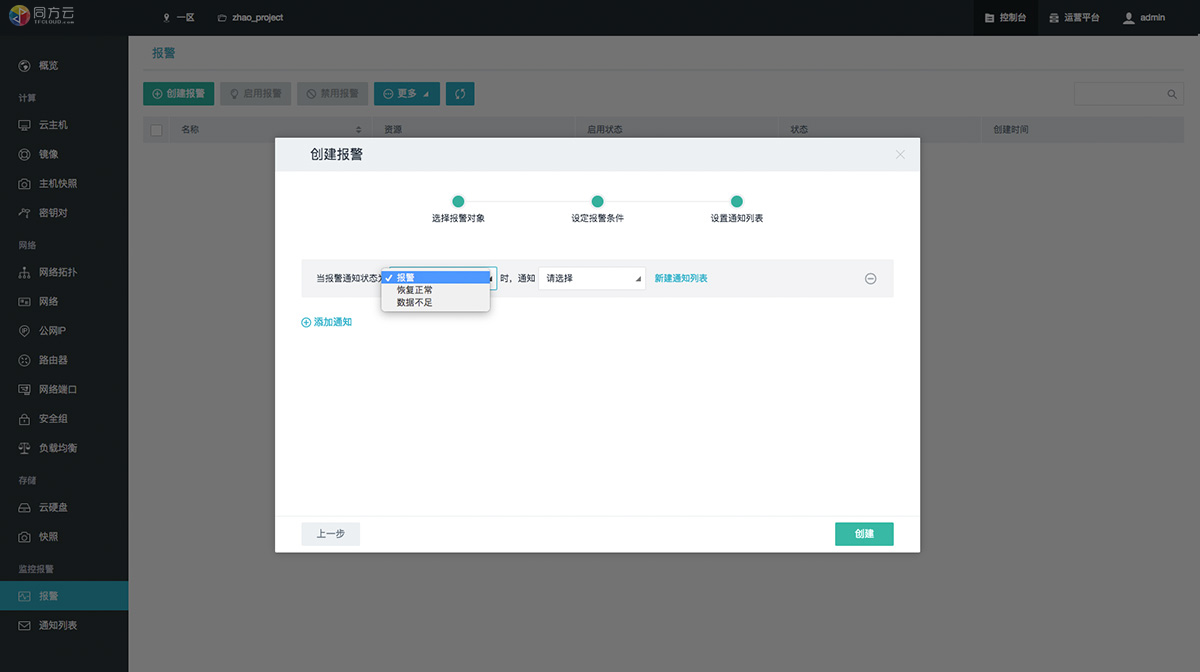 同方云
TFCLOUD.com
一区
zhao_project
控制台
运营平台
admin
概览
计算
云主机
镜像
主机快照
密钥对
网络
网络拓扑
网络
公网IP
路由器
网络端口
安全组
负载均衡
存储
云硬盘
快照
监控报警
报警
通知列表
报警
创建报警
启用报警
禁用报警
更多
名称
资源
启用状态
状态
创建时间
创建报警
选择报警对象
设定报警条件
设置通知列表
当报警通知状态为
报警
恢复正常
数据不足
时，通知
请选择
新建通知列表
添加通知
上一步
创建